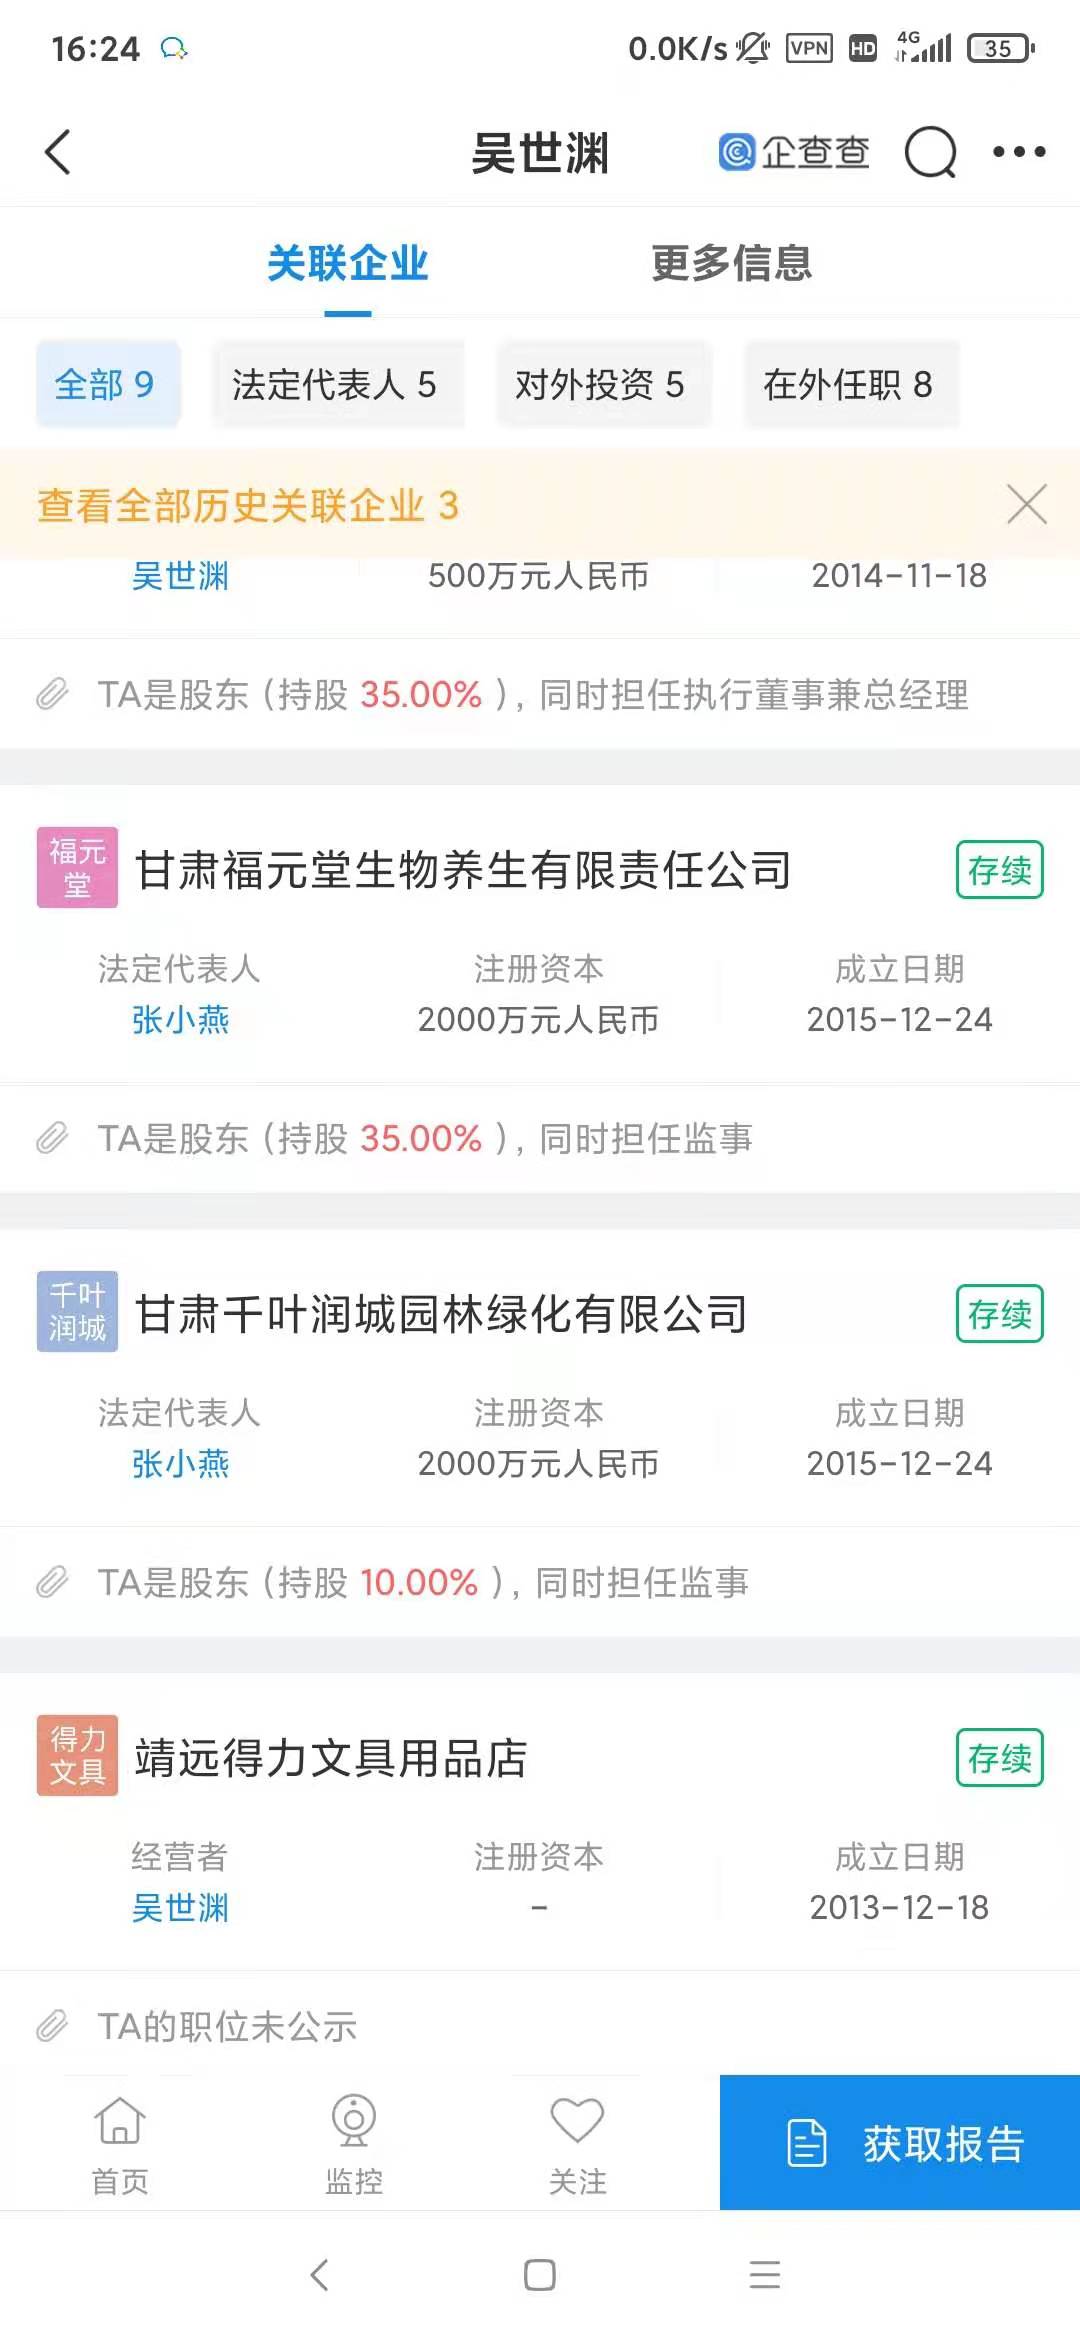 16:24 0.0K/s VPN HD 4G 35
吴世渊 企查查
关联企业 更多信息
全部 9 法定代表人 5 对外投资 5 在外任职 8
查看全部历史关联企业 3
吴世渊 500万元人民币 2014-11-18
TA是股东 (持股 35.00% ), 同时担任执行董事兼总经理
福元
堂
甘肃福元堂生物养生有限责任公司 存续
法定代表人 注册资本 成立日期
张小燕 2000万元人民币 2015-12-24
TA是股东 (持股 35.00% ), 同时担任监事
千叶
润城
甘肃千叶润城园林绿化有限公司 存续
法定代表人 注册资本 成立日期
张小燕 2000万元人民币 2015-12-24
TA是股东 (持股 10.00% ), 同时担任监事
得力
文具
靖远得力文具用品店 存续
经营者 注册资本 成立日期
吴世渊 - 2013-12-18
TA的职位未公示
首页 监控 关注 获取报告